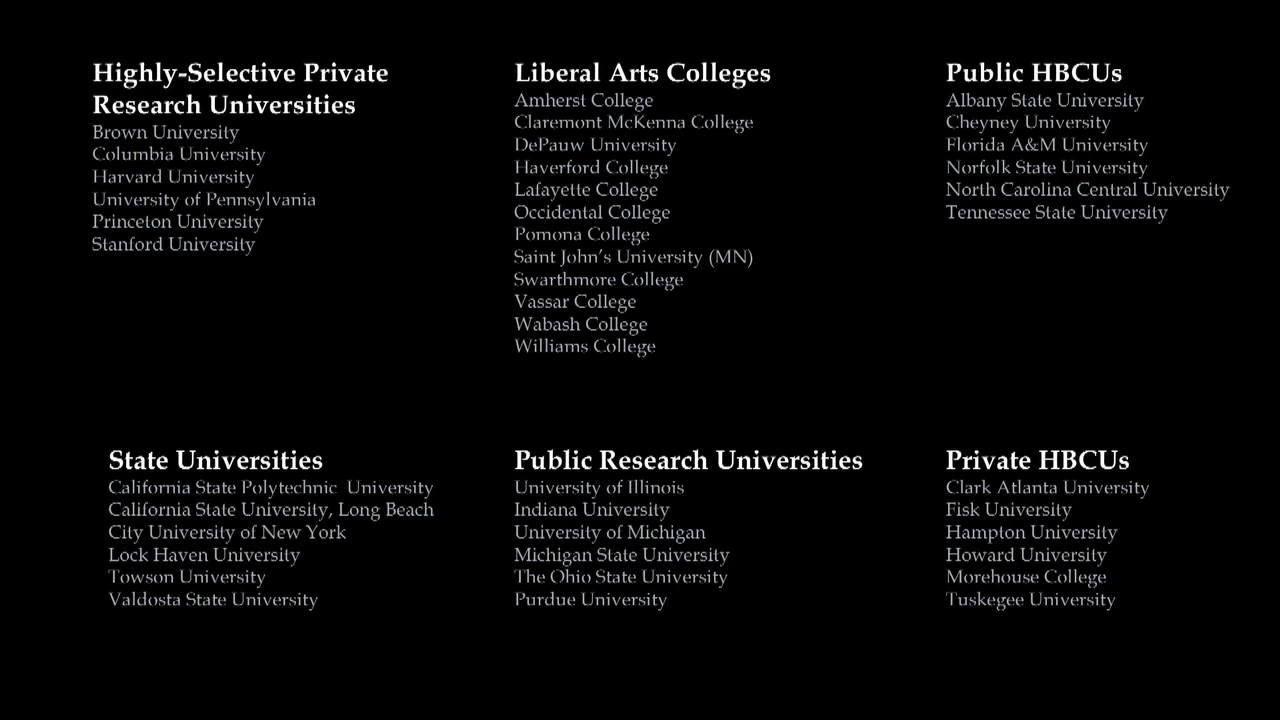 Highly-Selective Private
Research Universities
Brown University
Columbia University
Harvard University
University of Pennsylvania
Princeton University
Stanford University
Liberal Arts Colleges
Amherst College
Claremont McKenna College
DePauw University
Haverford College
Lafayette College
Occidental College
Pomona College
Saint John’s University (MN)
Swarthmore College
Vassar College
Wabash College
Williams College
Public HBCUs
Albany State University
Cheyney University
Florida A&M University
Norfolk State University
North Carolina Central University
Tennessee State University
State Universities
California State Polytechnic  University
California State University, Long Beach
City University of New York
Lock Haven University
Towson University
Valdosta State University
Public Research Universities
University of Illinois
Indiana University
University of Michigan
Michigan State University
The Ohio State University
Purdue University
Private HBCUs
Clark Atlanta University
Fisk University
Hampton University
Howard University
Morehouse College
Tuskegee University